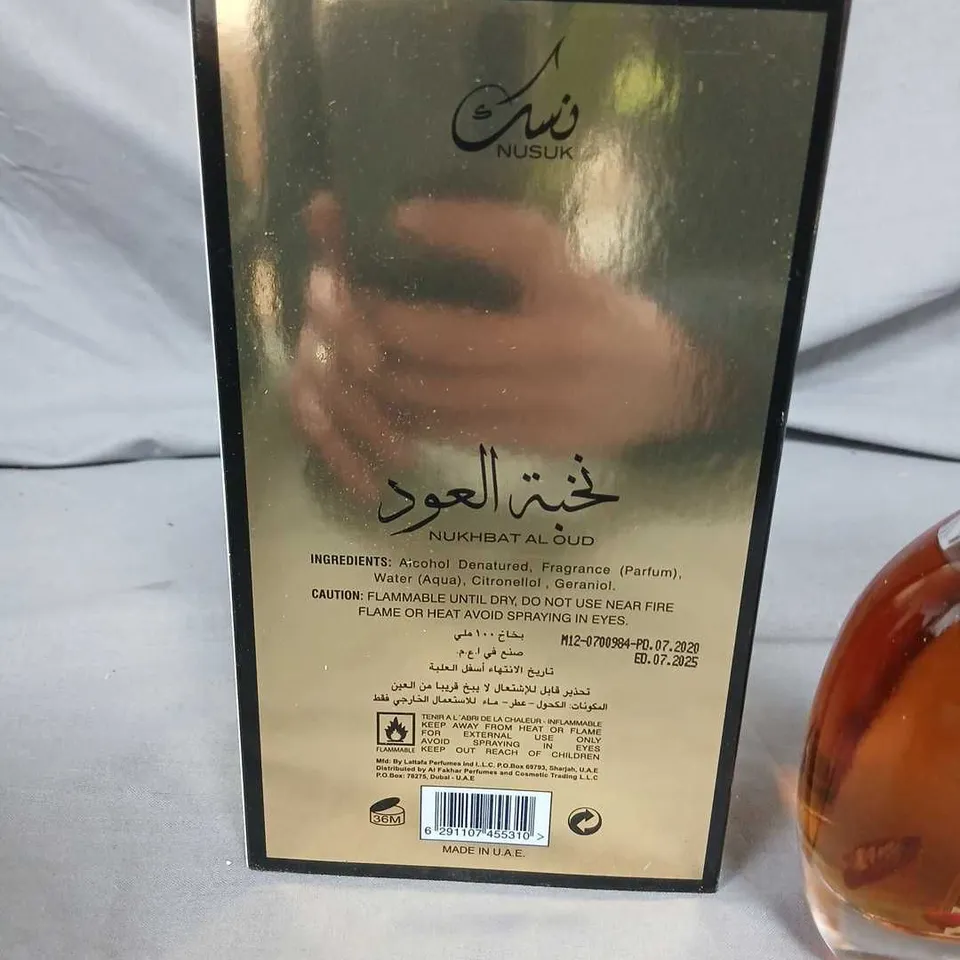 نسك
NUSUK
نخبة العود
NUKHBAT AL OUD
INGREDIENTS: Alcohol Denatured, Fragrance (Parfum),
Water (Aqua), Citronellol , Geraniol.
CAUTION: FLAMMABLE UNTIL DRY, DO NOT USE NEAR FIRE
FLAME OR HEAT AVOID SPRAYING IN EYES.
بخاخ ١٠٠ ملي
صنع في ا.ع.م.
تاريخ الانتهاء أسفل العلبة
M12-0700984-PD.07.2020
ED.07.2025
تحذير قابل للإشتعال لا يبخ قريبا من العين
المكونات: الكحول - عطر - ماء للاستعمال الخارجي فقط
FLAMMABLE
TENIR A L'ABRI DE LA CHALEUR - INFLAMMABLE
KEEP AWAY FROM HEAT OR FLAME
FOR EXTERNAL USE ONLY
AVOID SPRAYING IN EYES
KEEP OUT REACH OF CHILDREN
Mfd: By Lattafa Perfumes Ind L.L.C. P.O.Box 69793, Sharjah, U.A.E
Distributed by Al Fakhar Perfumes and Cosmetic Trading L.L.C
P.O.Box: 78275, Dubai - U.A.E
36M
6 291107 455310 >
MADE IN U.A.E.